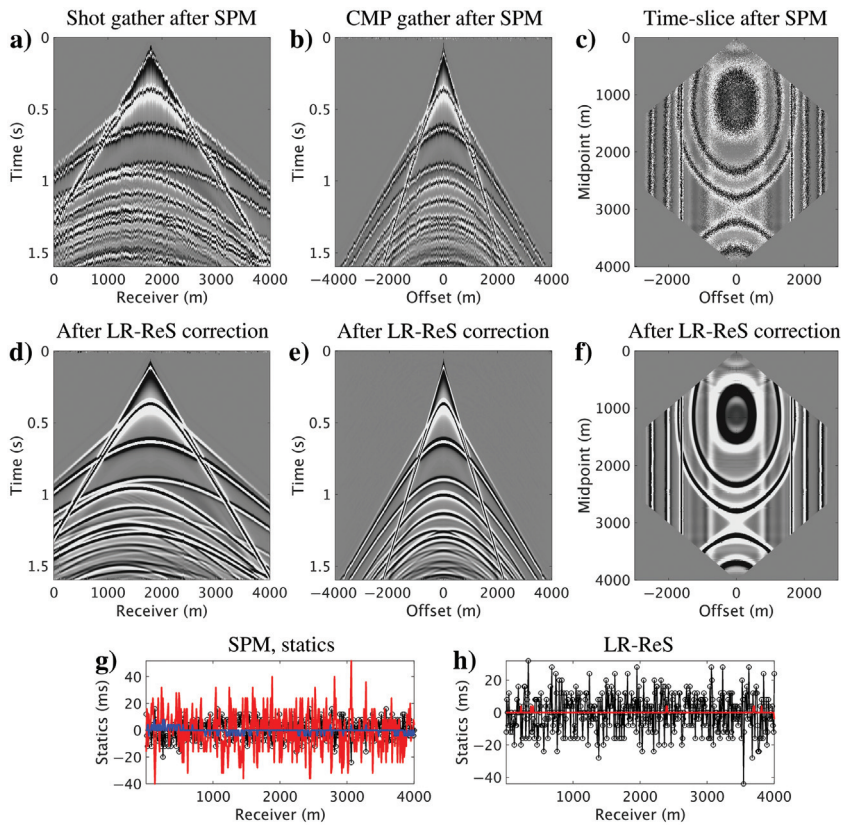 Shot gather after SPM
CMP gather after SPM
Time-slice after SPM
a)
b)
c)
0
0.5
1
1.5
Time (s)
0 1000 2000 3000 4000
Receiver (m)
0
0.5
1
1.5
Time (s)
−4000 −2000 0 2000 4000
Offset (m)
0
1000
2000
3000
4000
Midpoint (m)
−2000 0 2000
Offset (m)
After LR-ReS correction
After LR-ReS correction
After LR-ReS correction
d)
e)
f)
0
0.5
1
1.5
Time (s)
0 1000 2000 3000 4000
Receiver (m)
0
0.5
1
1.5
Time (s)
−4000 −2000 0 2000 4000
Offset (m)
0
1000
2000
3000
4000
Midpoint (m)
−2000 0 2000
Offset (m)
g)
SPM, statics
40
20
0
−20
−40
Statics (ms)
1000 2000 3000 4000
Receiver (m)
h)
LR-ReS
20
0
−20
−40
Statics (ms)
1000 2000 3000 4000
Receiver (m)